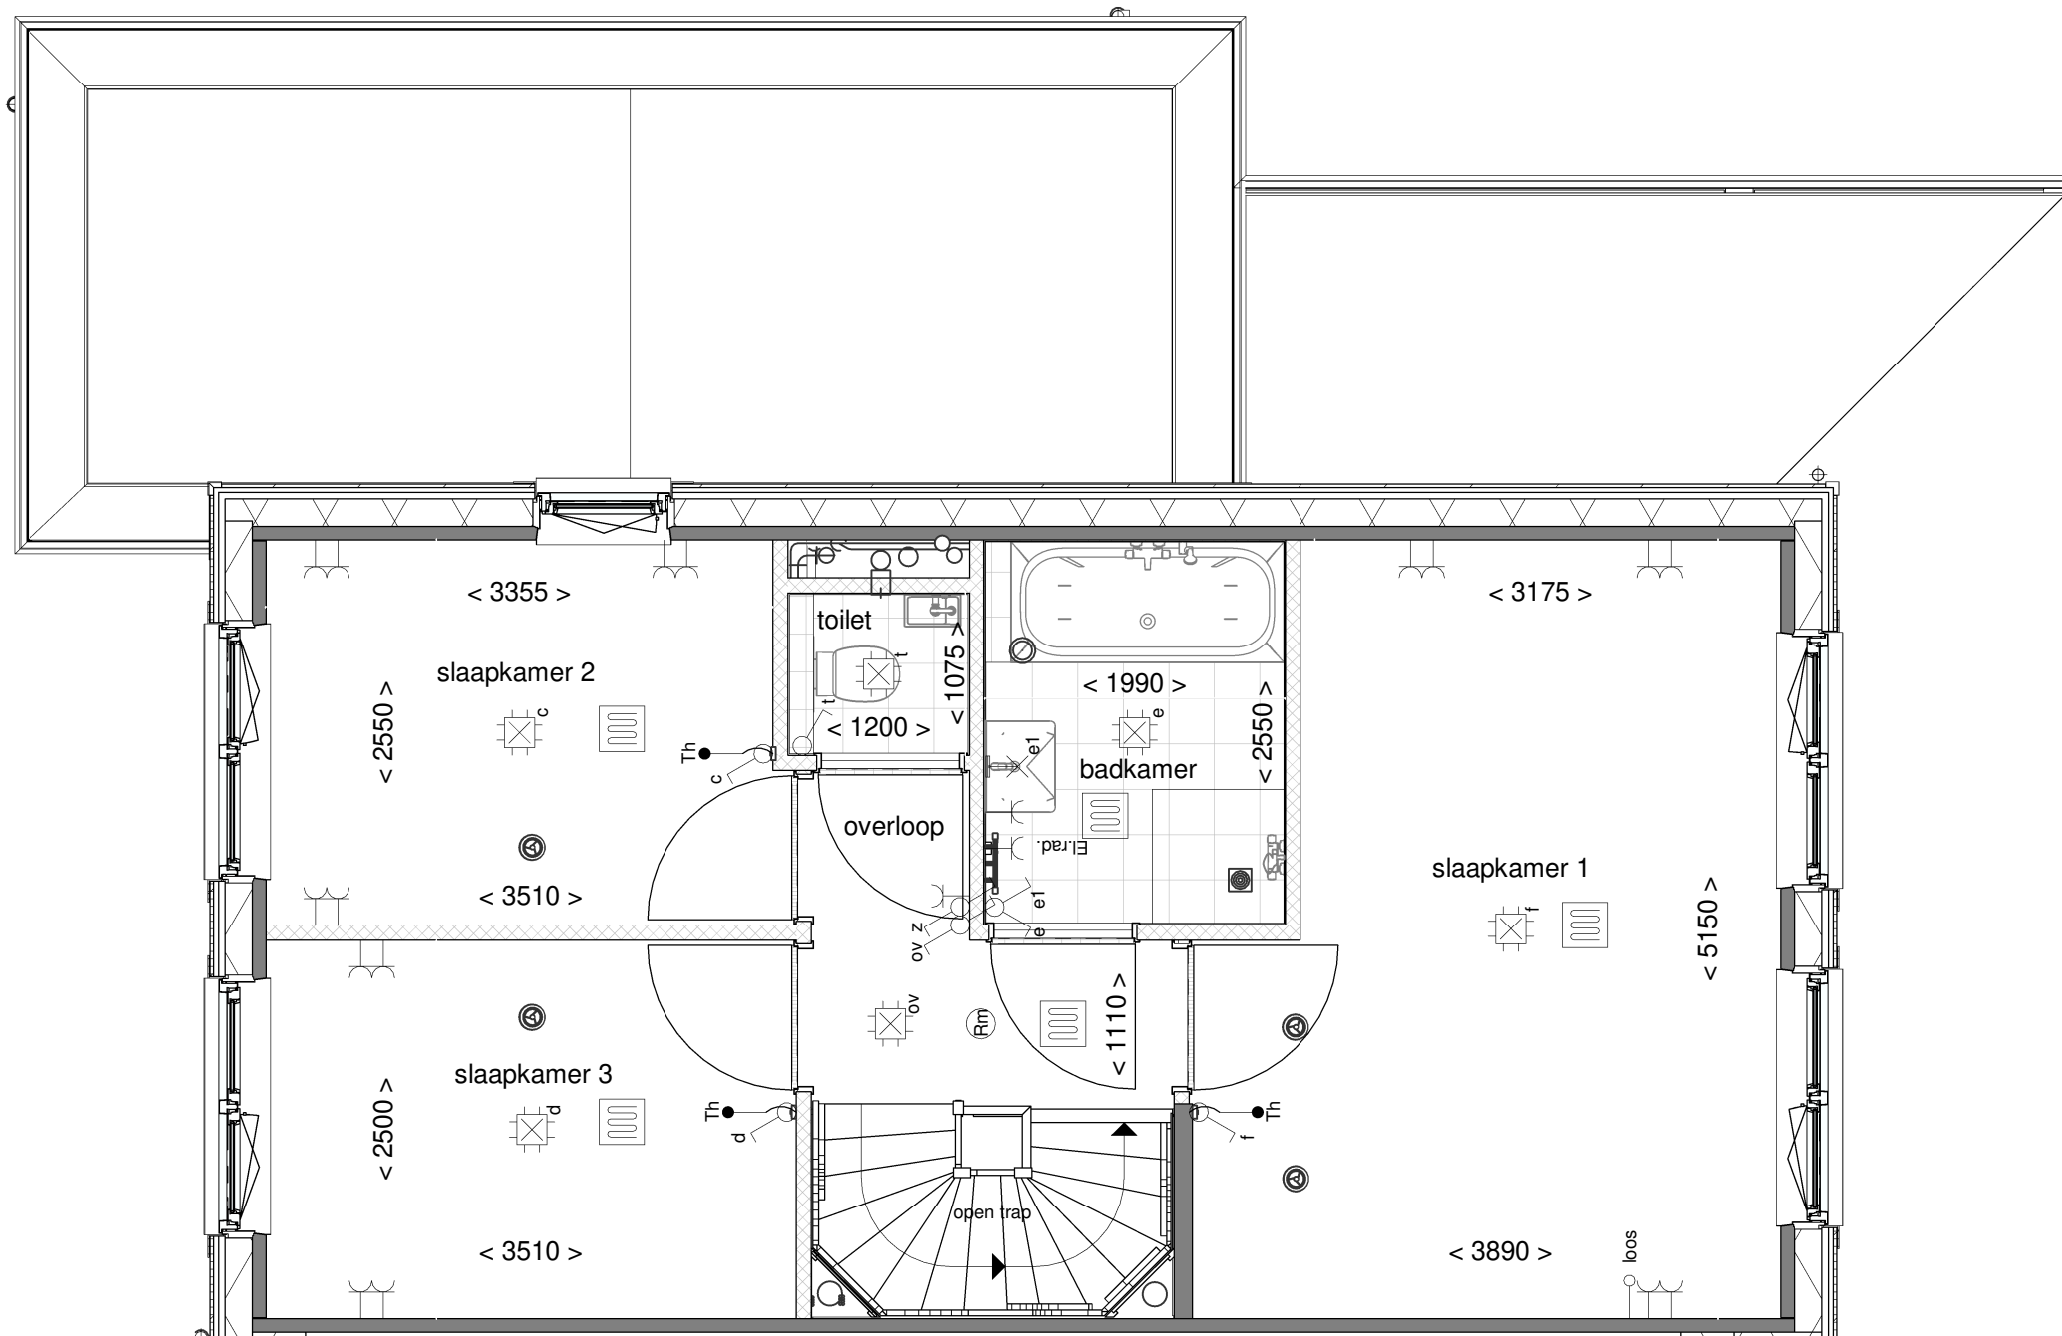 < 3355 >
< 3175 >
toilet
t
< 1075 >
slaapkamer 2
c
< 2550 >
< 1990 >
e
< 2550 >
t
< 1200 >
Th
c
e1
badkamer
overloop
El.rad.
slaapkamer 1
f
< 5150 >
< 3510 >
e1
z
e
ov
ov
Rm
< 1110 >
slaapkamer 3
d
< 2500 >
Th
d
Th
f
open trap
< 3510 >
< 3890 >
loos